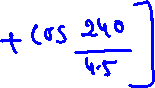 + cos 240/4.5 ]